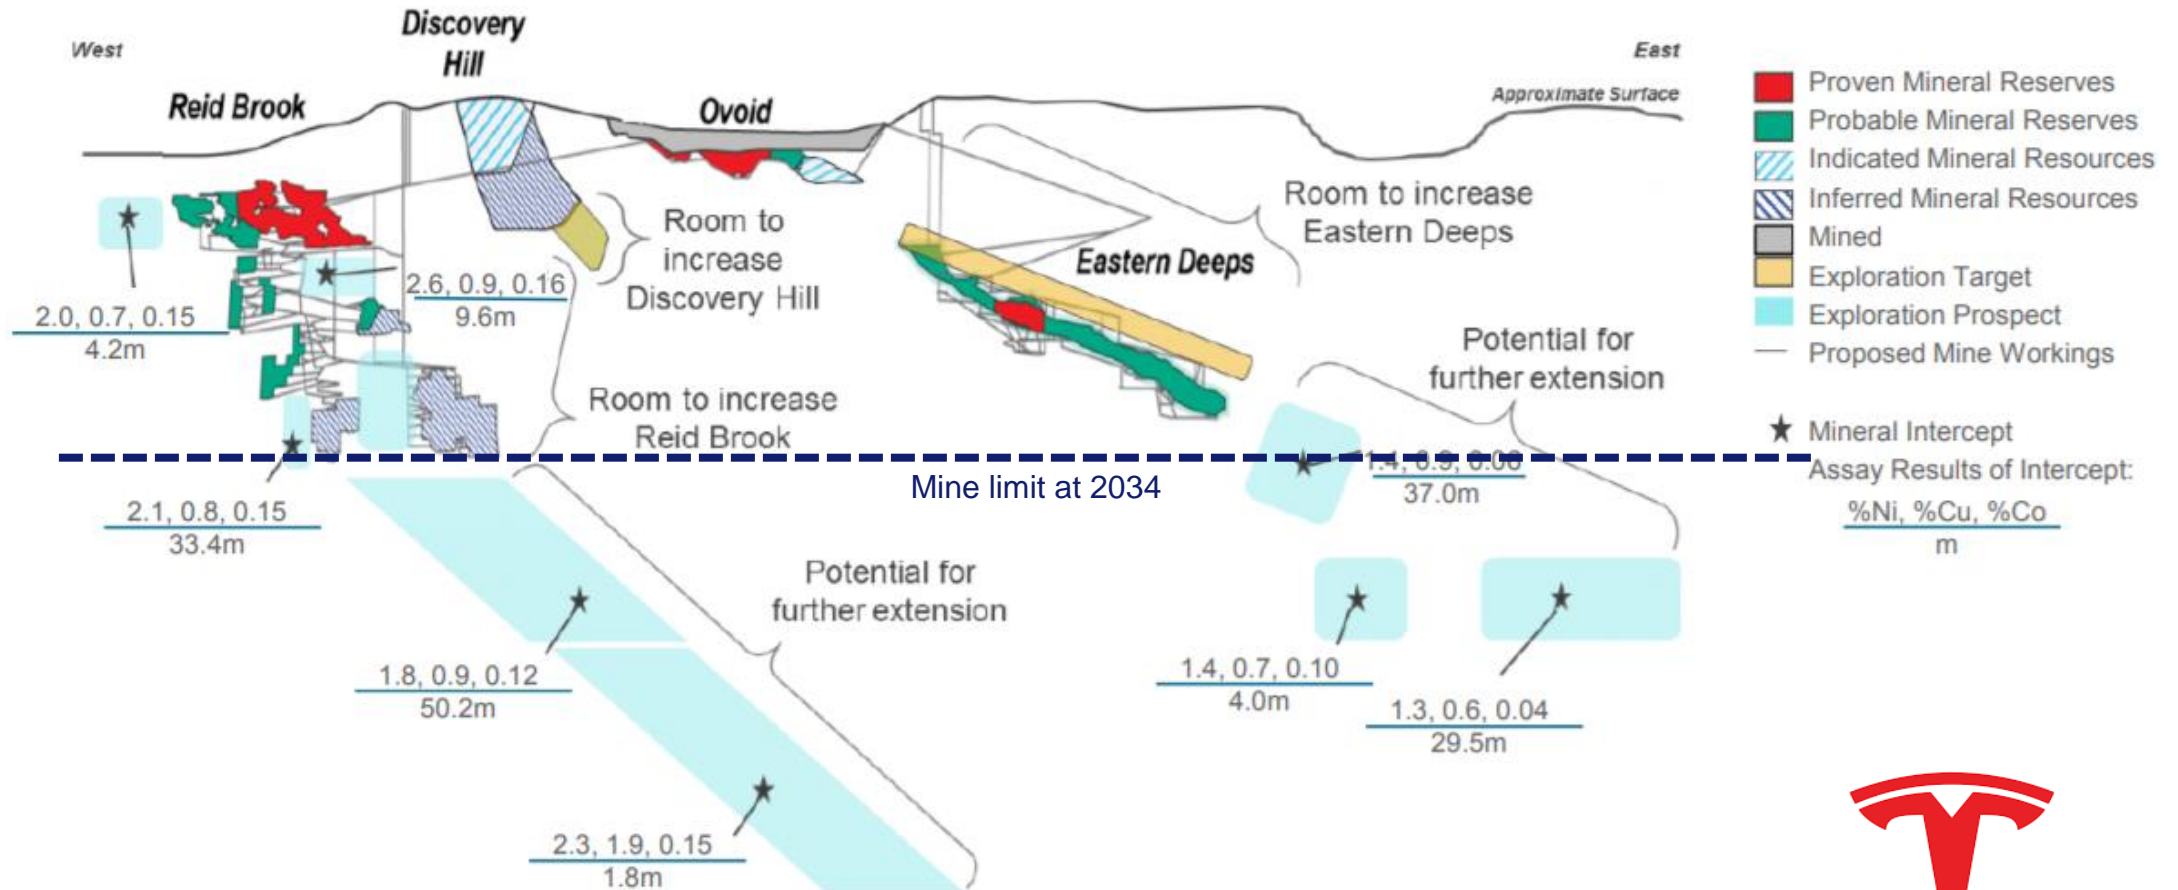 Discovery
Hill
West
East
Reid Brook
Ovoid
Approximate Surface
Room to
increase
Discovery Hill
Room to increase
Eastern Deeps
Eastern Deeps
2.0, 0.7, 0.15
4.2m
2.6, 0.9, 0.16
9.6m
Room to increase
Reid Brook
Potential for
further extension
Mine limit at 2034
1.4, 0.9, 0.06
37.0m
2.1, 0.8, 0.15
33.4m
Potential for
further extension
1.8, 0.9, 0.12
50.2m
1.4, 0.7, 0.10
4.0m
1.3, 0.6, 0.04
29.5m
2.3, 1.9, 0.15
1.8m
Proven Mineral Reserves
Probable Mineral Reserves
Indicated Mineral Resources
Inferred Mineral Resources
Mined
Exploration Target
Exploration Prospect
Proposed Mine Workings
Mineral Intercept
Assay Results of Intercept:
%Ni, %Cu, %Co
m